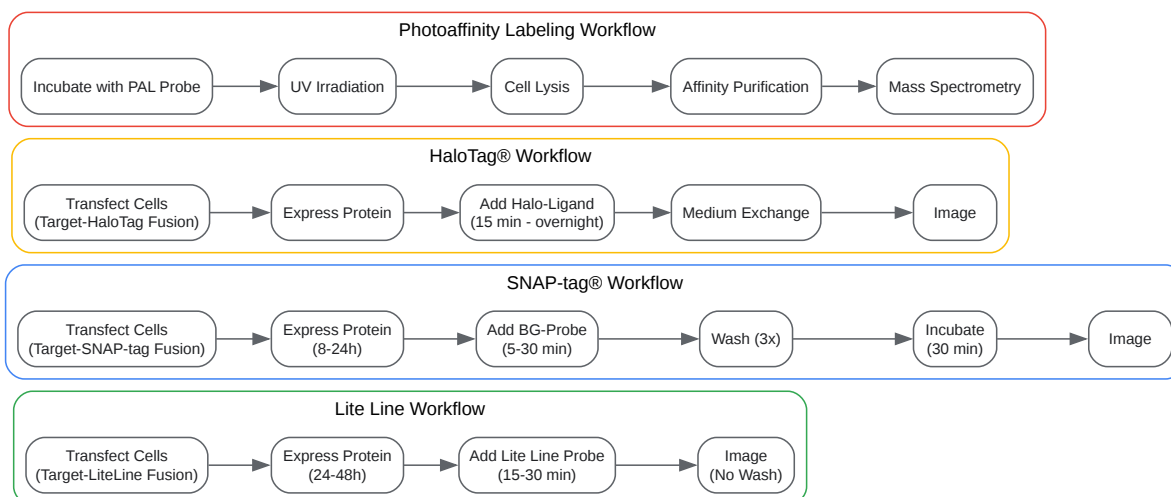 Photoaffinity Labeling Workflow
Incubate with PAL Probe
UV Irradiation
Cell Lysis
Affinity Purification
Mass Spectrometry
HaloTag® Workflow
Transfect Cells
(Target-HaloTag Fusion)
Express Protein
Add Halo-Ligand
(15 min - overnight)
Medium Exchange
Image
SNAP-tag® Workflow
Transfect Cells
(Target-SNAP-tag Fusion)
Express Protein
(8-24h)
Add BG-Probe
(5-30 min)
Wash (3x)
Incubate
(30 min)
Image
Lite Line Workflow
Transfect Cells
(Target-LiteLine Fusion)
Express Protein
(24-48h)
Add Lite Line Probe
(15-30 min)
Image
(No Wash)